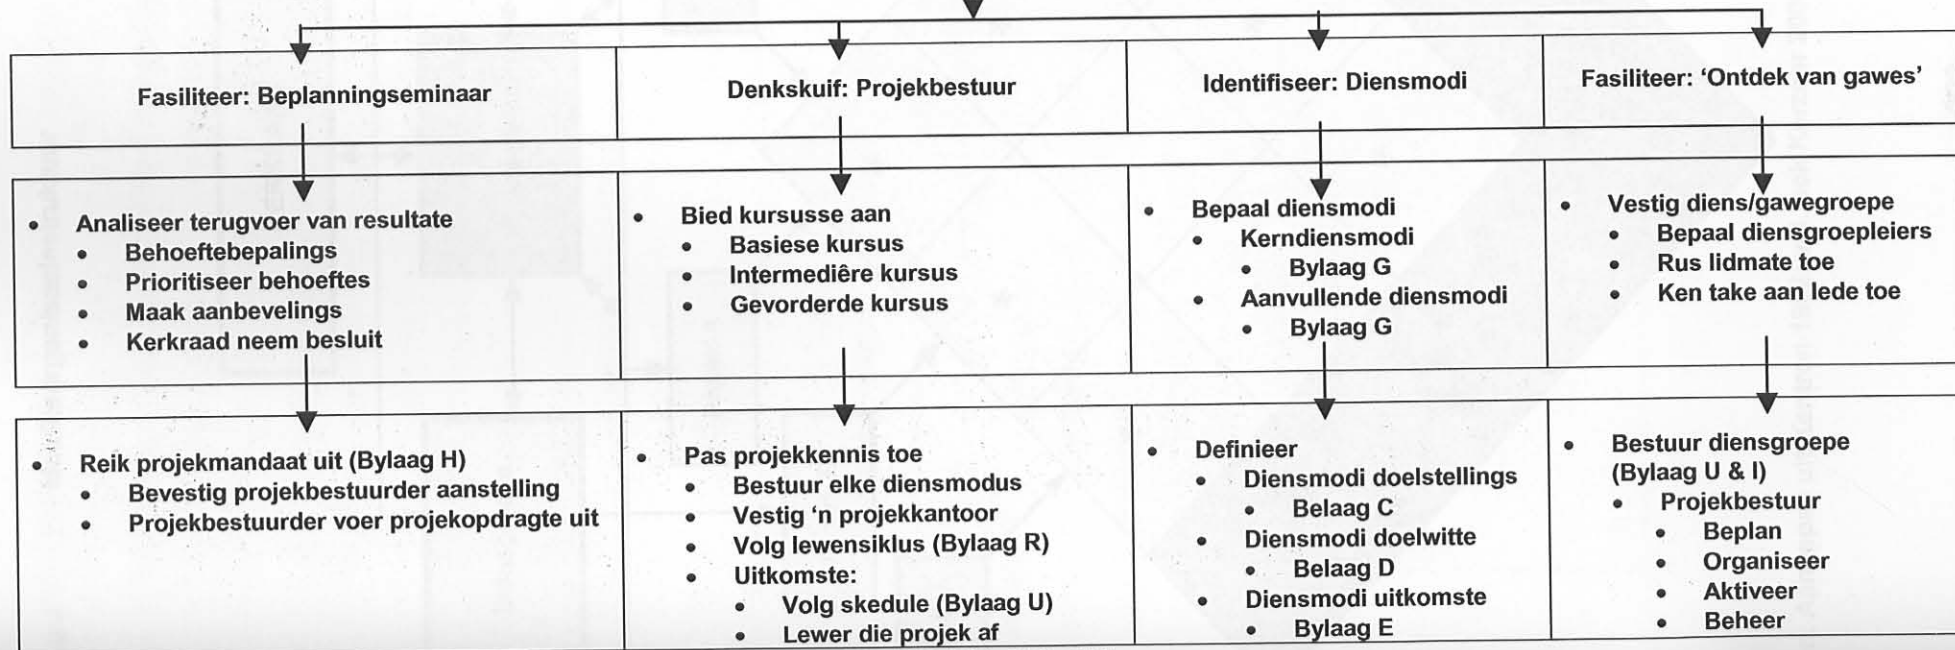 Fasiliteer: Beplanningseminaar
Denkskuif: Projekbestuur
Identifiseer: Diensmodi
Fasiliteer: ‘Ontdek van gawes’
• Analiseer terugvoer van resultate
• Behoeftebepalings
• Prioritiseer behoeftes
• Maak aanbevelings
• Kerkraad neem besluit
• Bied kursusse aan
• Basiese kursus
• Intermediêre kursus
• Gevorderde kursus
• Bepaal diensmodi
• Kerndiensmodi
• Bylaag G
• Aanvullende diensmodi
• Bylaag G
• Vestig diens/gawegroepe
• Bepaal diensgroepleiers
• Rus lidmate toe
• Ken take aan lede toe
• Reik projekmandaat uit (Bylaag H)
• Bevestig projekbestuurder aanstelling
• Projekbestuurder voer projekopdragte uit
• Pas projekkennis toe
• Bestuur elke diensmodus
• Vestig ‘n projekkantoor
• Volg lewensiklus (Bylaag R)
• Uitkomste:
• Volg skedule (Bylaag U)
• Lewer die projek af
• Definieer
• Diensmodi doelstellings
• Belaag C
• Diensmodi doelwitte
• Belaag D
• Diensmodi uitkomste
• Bylaag E
• Bestuur diensgroepe
(Bylaag U & I)
• Projekbestuur
• Beplan
• Organiseer
• Aktiveer
• Beheer